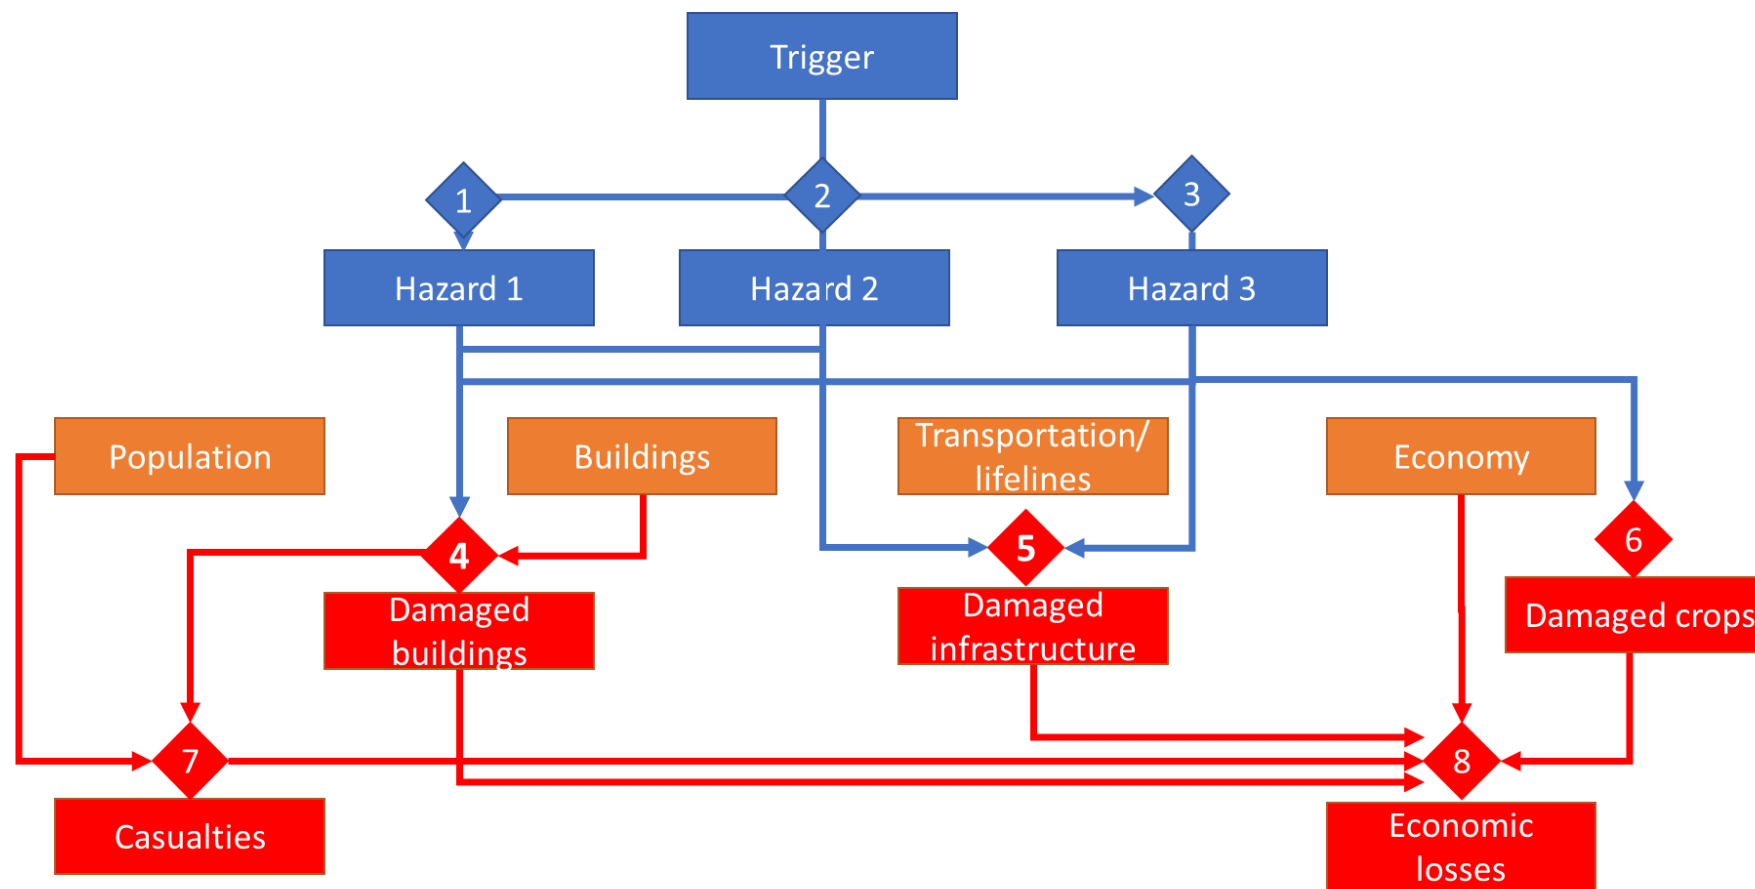 Trigger
1
2
3
Hazard 1
Hazard 2
Hazard 3
Population
Buildings
Transportation/
lifelines
Economy
4
5
6
Damaged
buildings
Damaged
infrastructure
Damaged crops
7
8
Casualties
Economic
losses